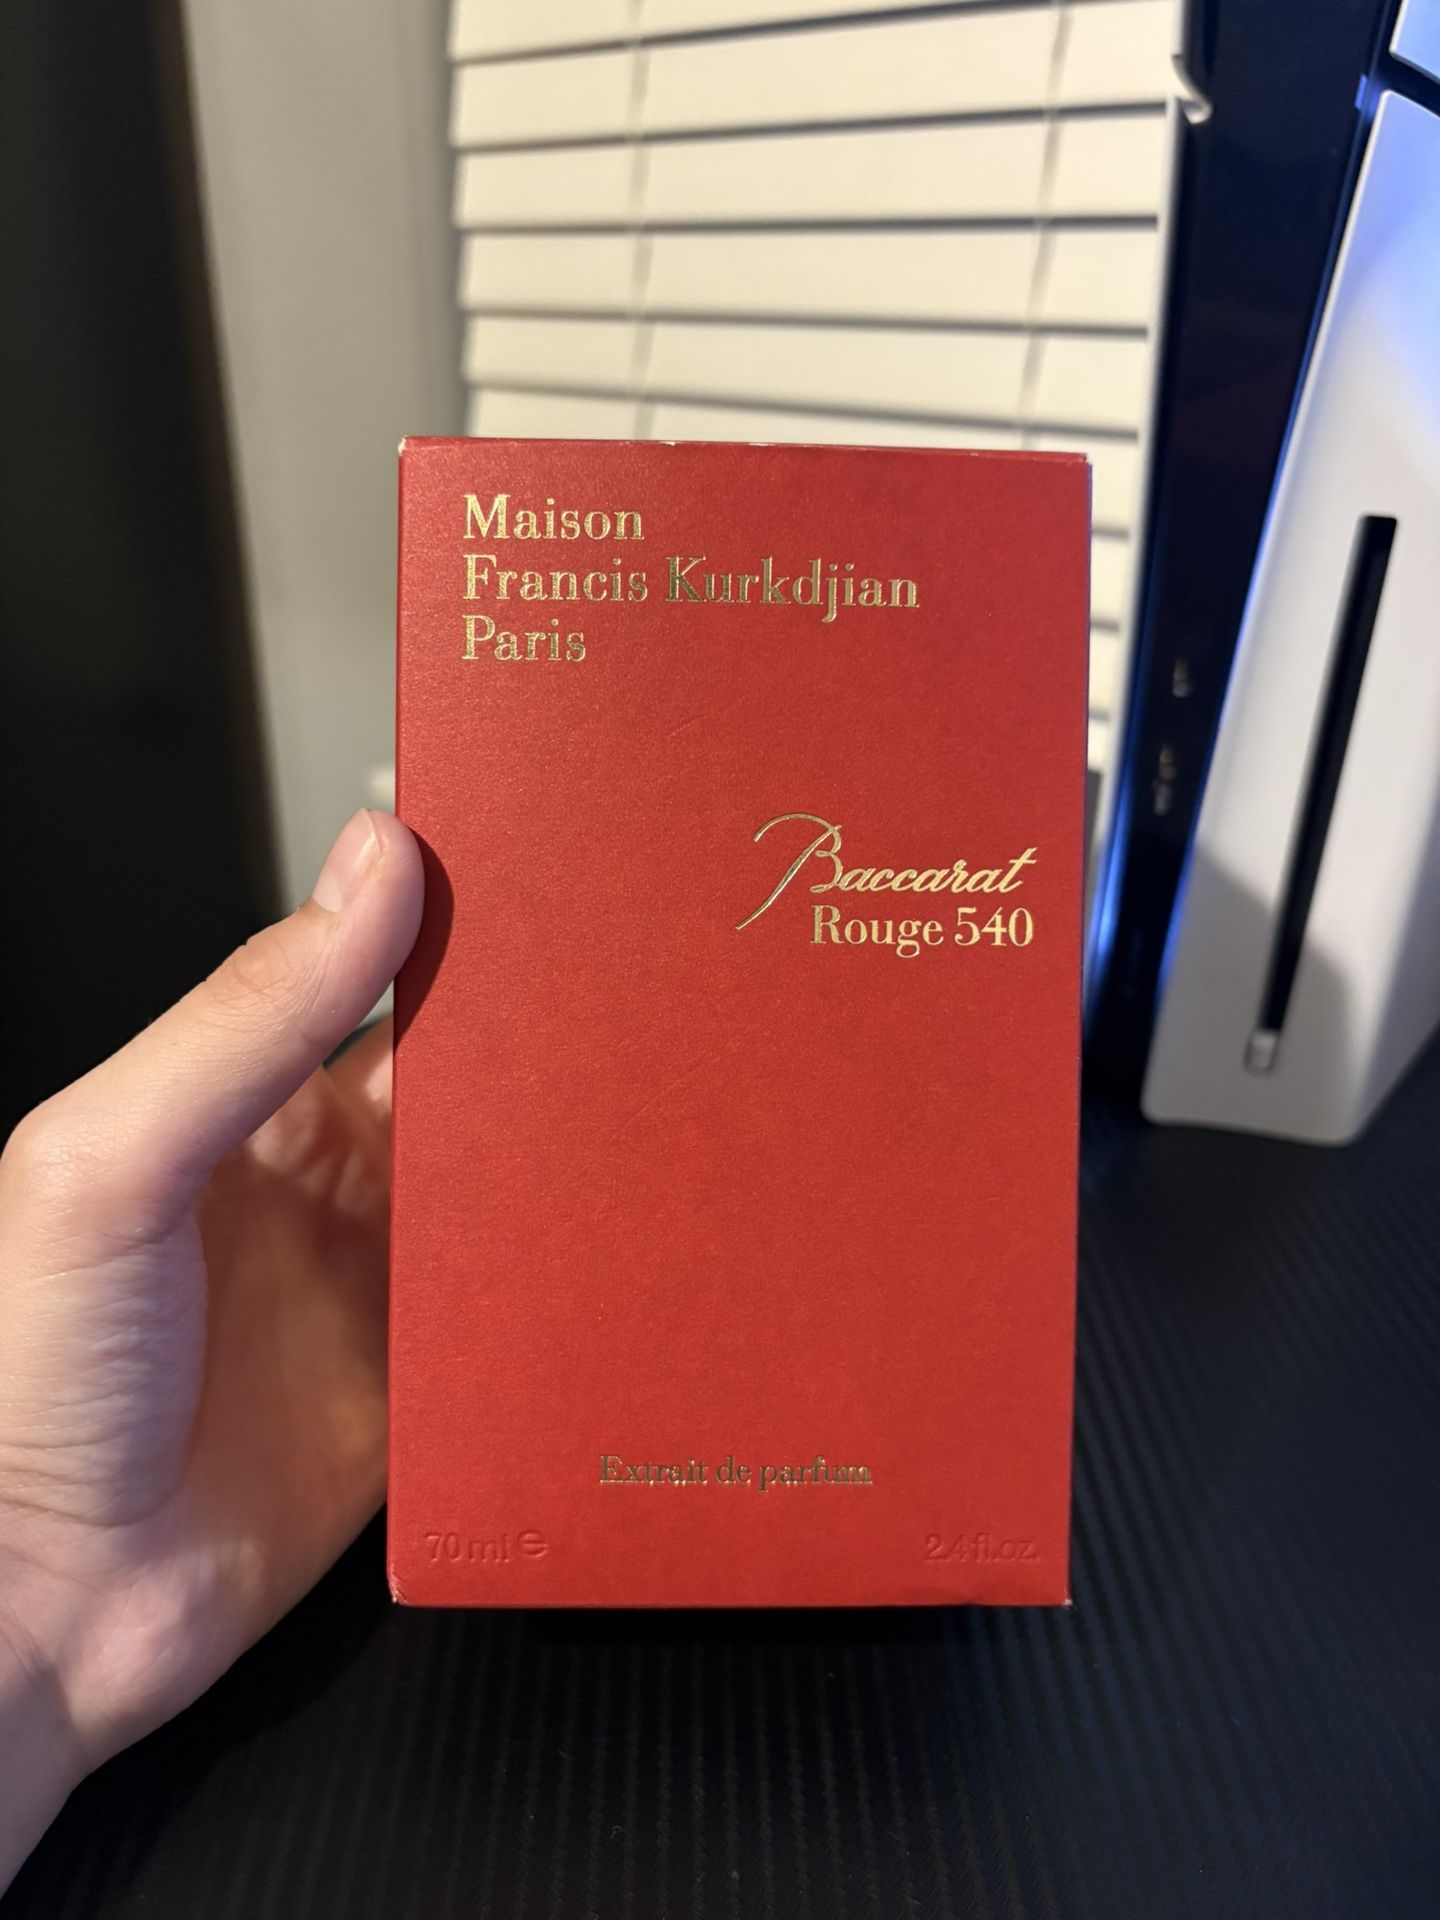 Maison
Francis Kurkdjian
Paris
Baccarat
Rouge 540
Extrait de parfum
70 ml ℮ 2.4 fl.oz.